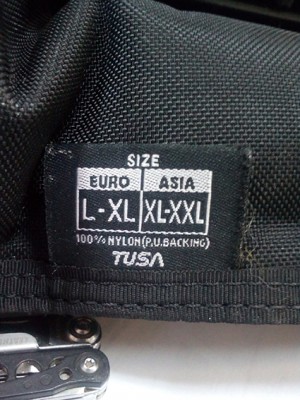 SIZE
EURO ASIA
L-XL XL-XXL
100% NYLON(P.U.BACKING)
TUSA